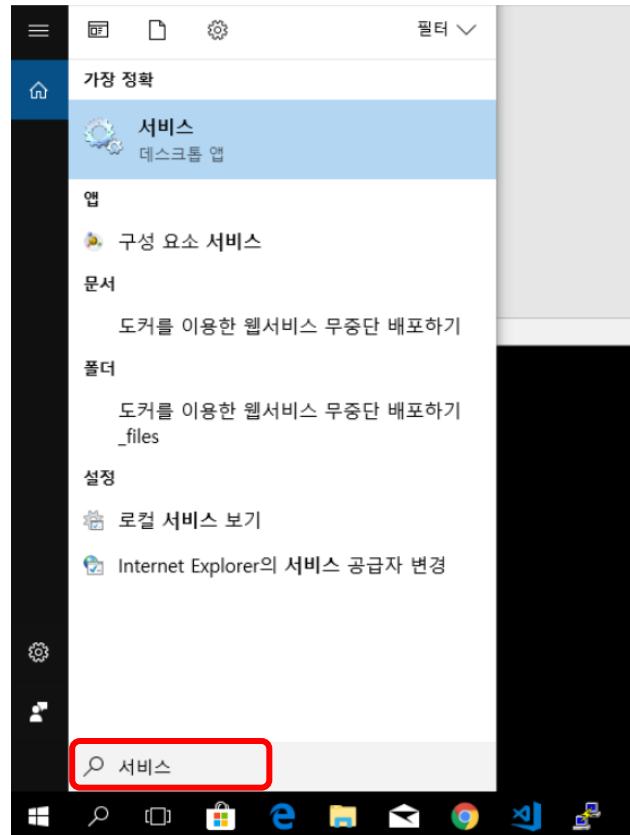 필터
가장 정확
서비스
데스크톱 앱
앱
구성 요소 서비스
문서
도커를 이용한 웹서비스 무중단 배포하기
폴더
도커를 이용한 웹서비스 무중단 배포하기
_files
설정
로컬 서비스 보기
Internet Explorer의 서비스 공급자 변경
서비스